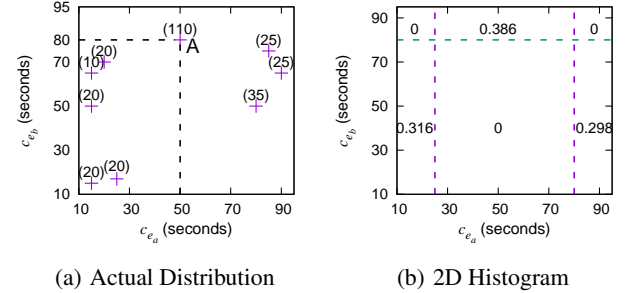 (110)
80
A
(20)
(25)
70
(10)
(25)
(20)
(35)
50
30
(20)
(20)
10
10 30 50 70 90
c_{e_b} (seconds)
c_{e_a} (seconds)
(a) Actual Distribution
0 0.386 0
90
80
70
50
0.316 0 0.298
30
10
10 30 50 70 90
c_{e_b} (seconds)
c_{e_a} (seconds)
(b) 2D Histogram